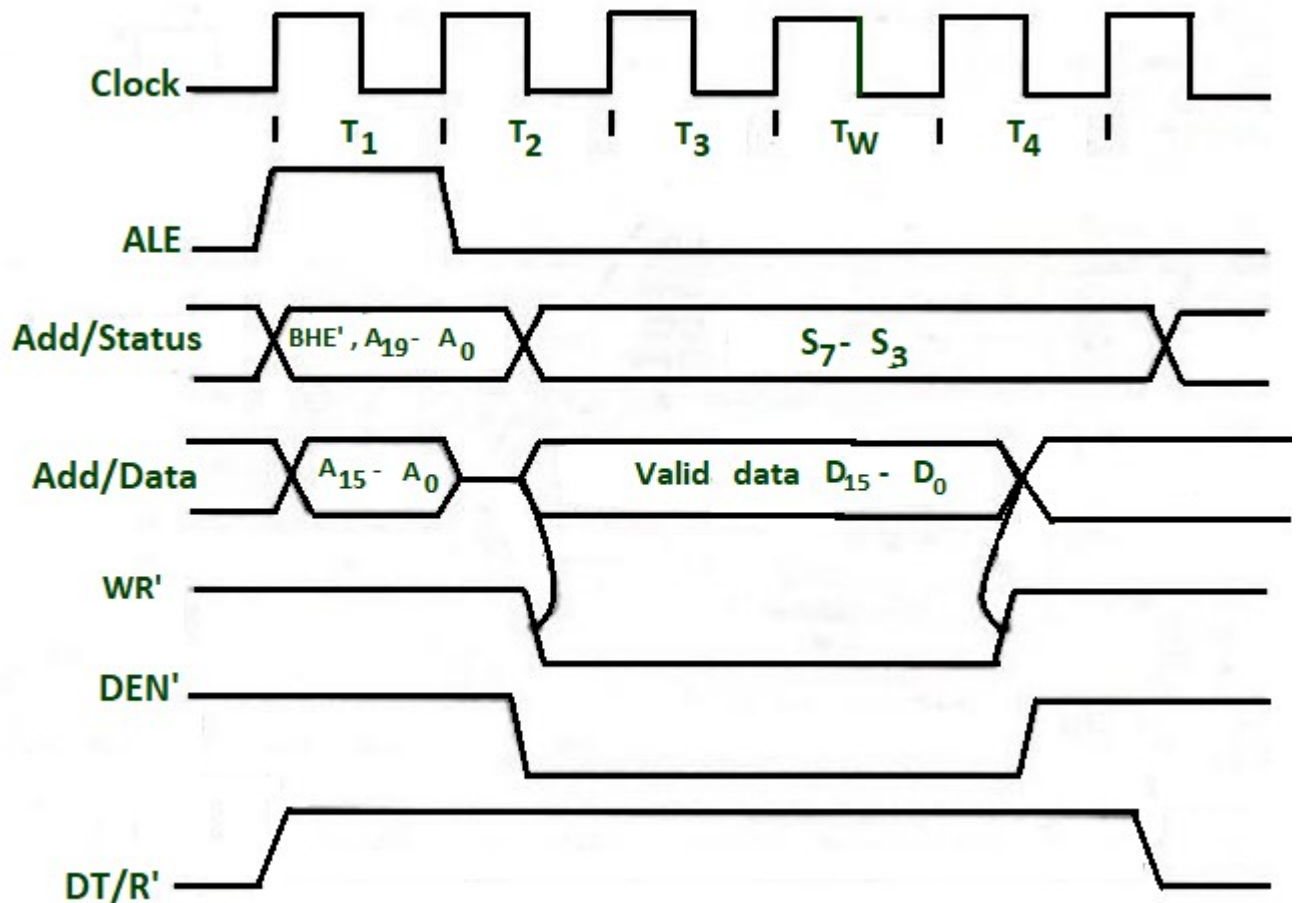 Clock
T1 T2 T3 TW T4
ALE
Add/Status BHE', A19- A0 S7- S3
Add/Data A15- A0 Valid data D15- D0
WR'
DEN'
DT/R'